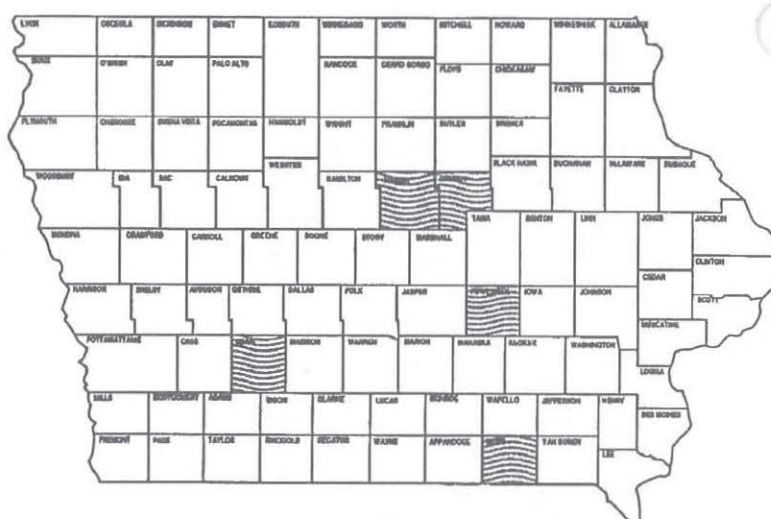 LYON OSCEOLA DICKINSON EMMET KOSSUTH WINNEBAGO WORTH MITCHELL HOWARD WINNESHIEK ALLAMAKEE
SIOUX O'BRIEN CLAY PALO ALTO HANCOCK CERRO GORDO FLOYD CHICKASAW
FAYETTE CLAYTON
PLYMOUTH CHEROKEE BUENA VISTA POCAHONTAS HUMBOLDT WRIGHT FRANKLIN BUTLER BREMER
WOODBURY IDA SAC CALHOUN WEBSTER HAMILTON BLACK HAWK BUCHANAN DELAWARE DUBUQUE
TAMA BENTON LINN JONES JACKSON
MONONA CRAWFORD CARROLL GREENE BOONE STORY MARSHALL
CLINTON
CEDAR
HARRISON SHELBY AUDUBON GUTHRIE DALLAS POLK JASPER IOWA JOHNSON SCOTT
MUSCATINE
POTTAWATTAMIE CASS MADISON WARREN MARION MAHASKA KEOKUK WASHINGTON
LOUISA
MILLS MONTGOMERY ADAMS UNION CLARKE LUCAS MONROE WAPELLO JEFFERSON HENRY
DES MOINES
FREMONT PAGE TAYLOR RINGGOLD DECATUR WAYNE APPANOOSE VAN BUREN
LEE